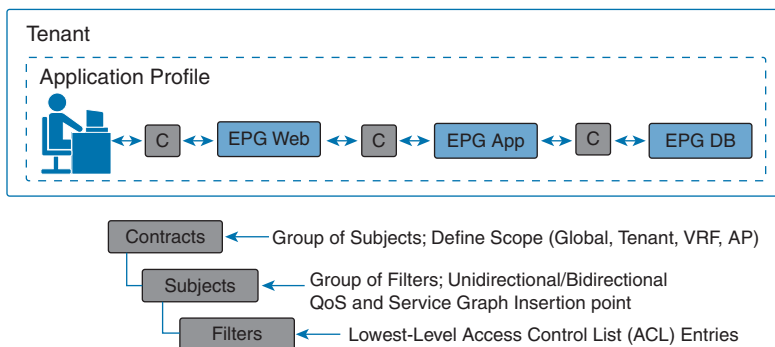 Tenant
Application Profile
C
EPG Web
C
EPG App
C
EPG DB
Contracts
Group of Subjects; Define Scope (Global, Tenant, VRF, AP)
Subjects
Group of Filters; Unidirectional/Bidirectional
QoS and Service Graph Insertion point
Filters
Lowest-Level Access Control List (ACL) Entries